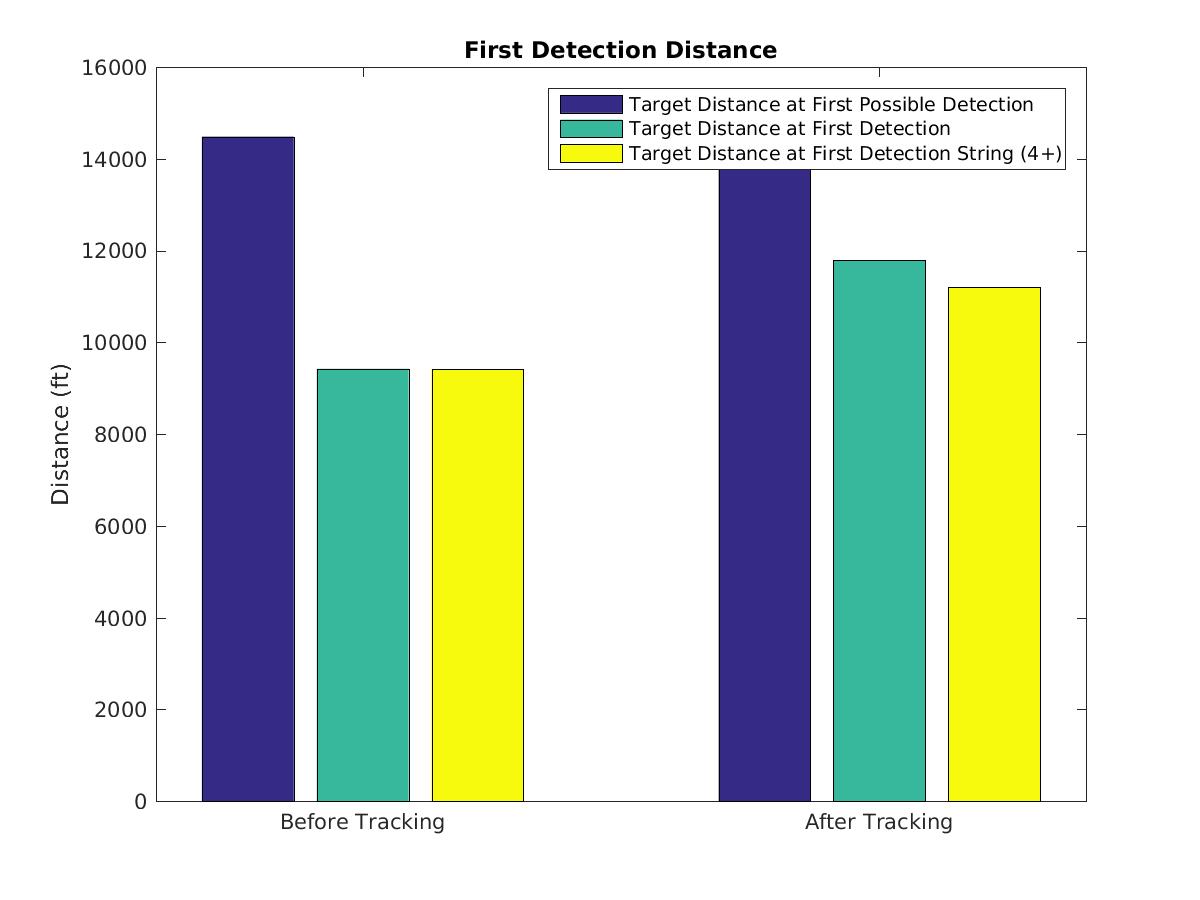 First Detection Distance
16000
14000
12000
10000
8000
6000
4000
2000
0
Distance (ft)
Target Distance at First Possible Detection
Target Distance at First Detection
Target Distance at First Detection String (4+)
Before Tracking
After Tracking